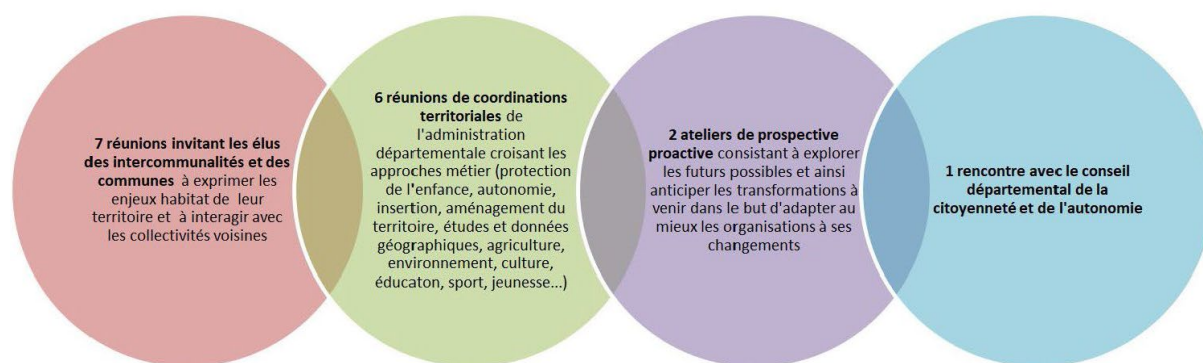 7 réunions invitant les élus
des intercommunalités et des
communes à exprimer les
enjeux habitat de leur
territoire et à interagir avec
les collectivités voisines
6 réunions de coordinations
territoriales de
l'administration
départementale croisant les
approches métier (protection
de l'enfance, autonomie,
insertion, aménagement du
territoire, études et données
géographiques, agriculture,
environnement, culture,
éducaton, sport, jeunesse...)
2 ateliers de prospective
proactive consistant à explorer
les futurs possibles et ainsi
anticiper les transformations à
venir dans le but d'adapter au
mieux les organisations à ses
changements
1 rencontre avec le conseil
départemental de la
citoyenneté et de l'autonomie